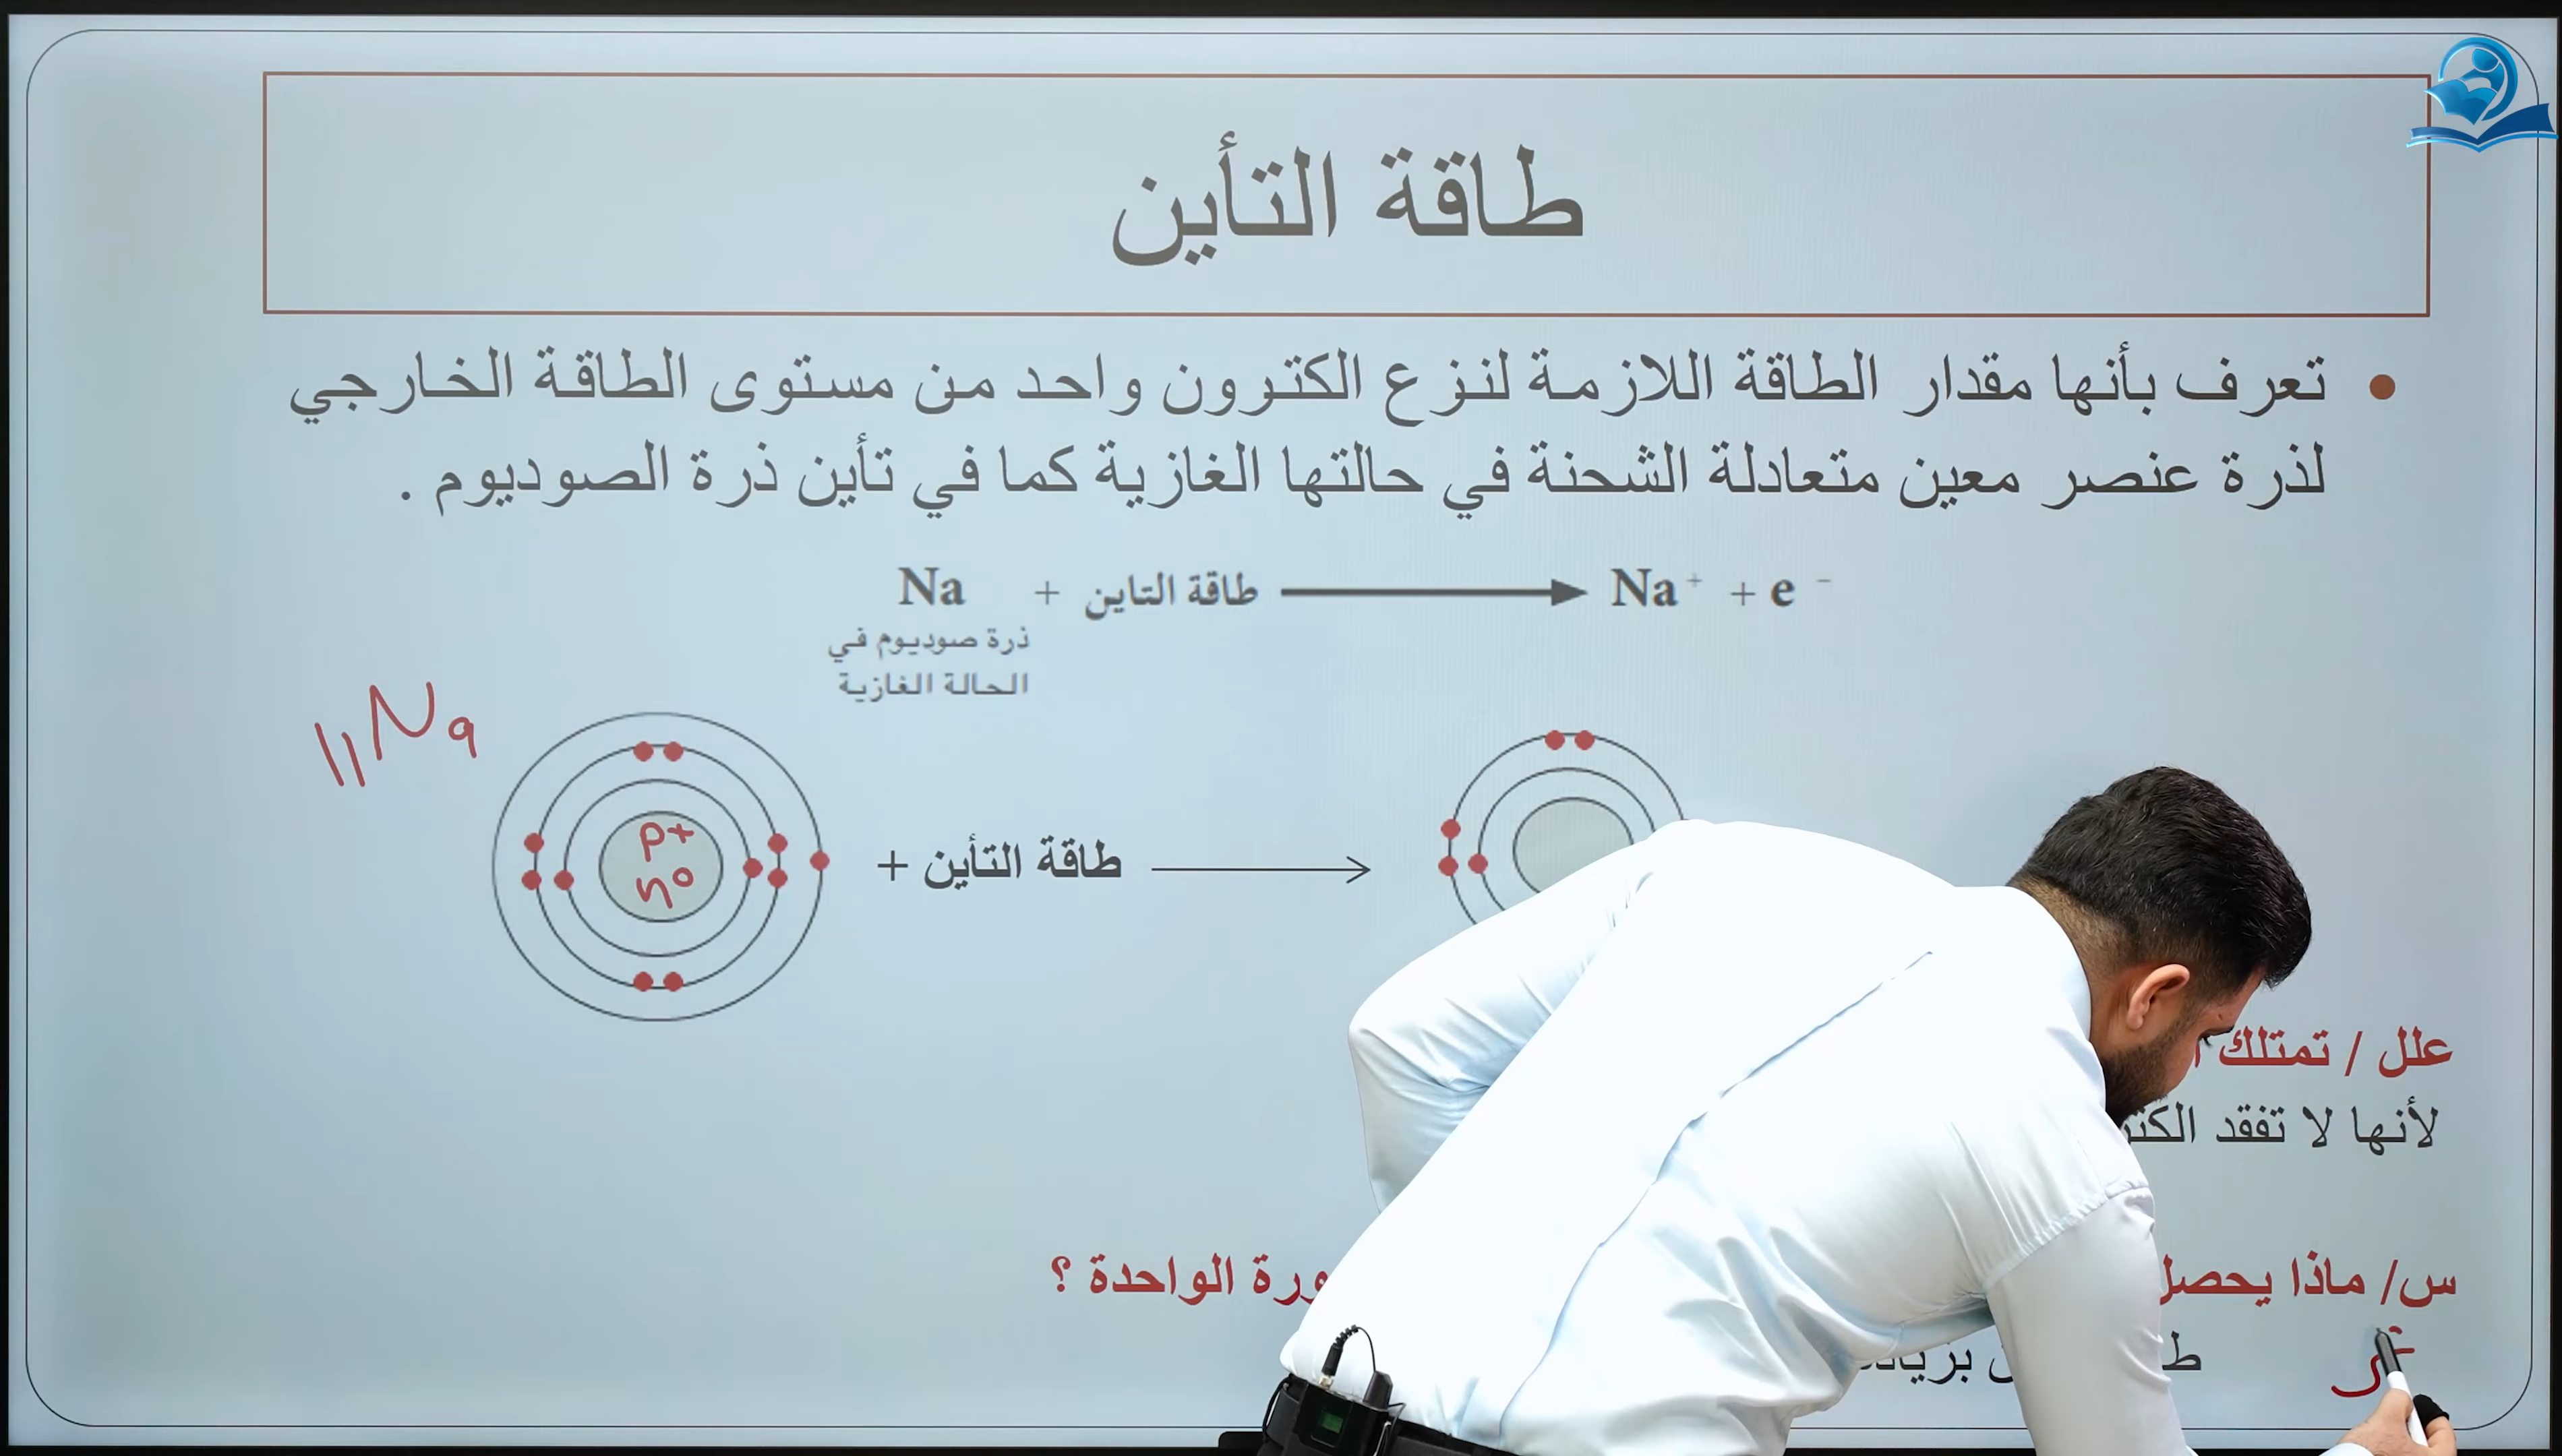 طاقة التأين
• تعرف بأنها مقدار الطاقة اللازمة لنزع الكترون واحد من مستوى الطاقة الخارجي
لذرة عنصر معين متعادلة الشحنة في حالتها الغازية كما في تأين ذرة الصوديوم .
Na + طاقة التاين ⟶ Na⁺ + e⁻
ذرة صوديوم في
الحالة الغازية
11Na
p+
n0
+ طاقة التأين ⟶
علل / تمتلك
لأنها لا تفقد
س/ ماذا يحصل الواحدة ؟